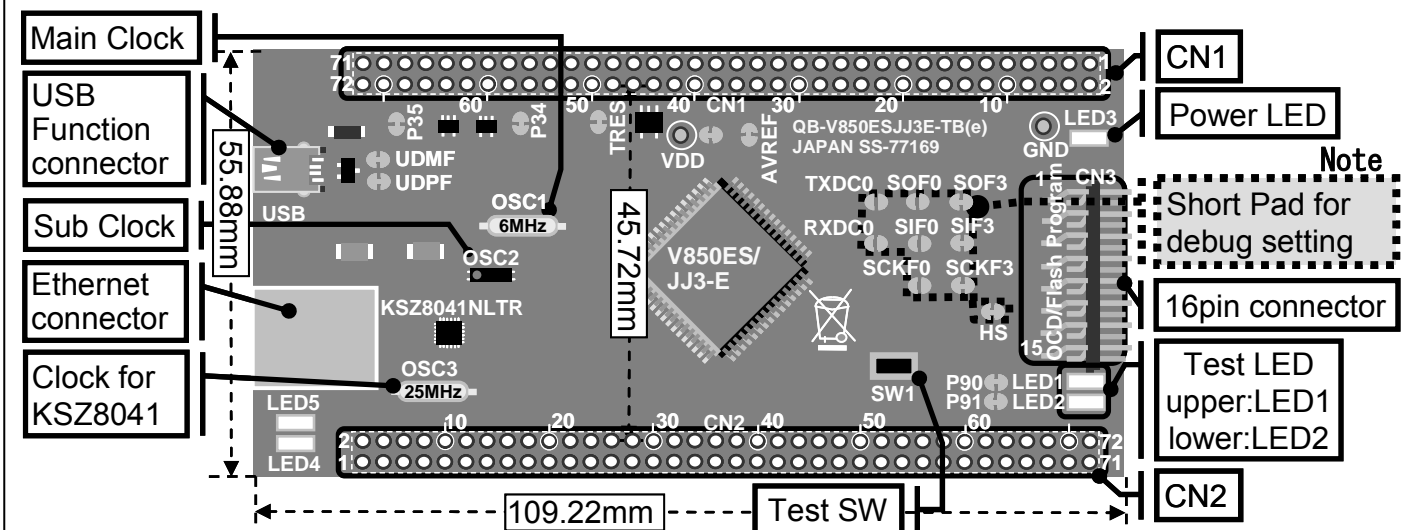 Main Clock
USB
Function
connector
Sub Clock
Ethernet
connector
Clock for
KSZ8041
55.88mm
71
72
60
50
40
CN1
30
20
10
1
2
P35
P34
TRES
VDD
AVREF
QB-V850ESJJ3E-TB(e)
JAPAN SS-77169
GND
LED3
UDMF
UDPF
USB
OSC1
6MHz
OSC2
KSZ8041NLTR
OSC3
25MHz
45.72mm
V850ES/
JJ3-E
TXDC0 SOF0 SOF3
RXDC0 SIF0 SIF3
SCKF0 SCKF3
HS
1
CN3
OCD/Flash Program
15
SW1
P90 LED1
P91 LED2
LED5
LED4
2
1
10
20
30
CN2
40
50
60
72
71
109.22mm
Test SW
CN1
Power LED
Note
Short Pad for
debug setting
16pin connector
Test LED
upper:LED1
lower:LED2
CN2